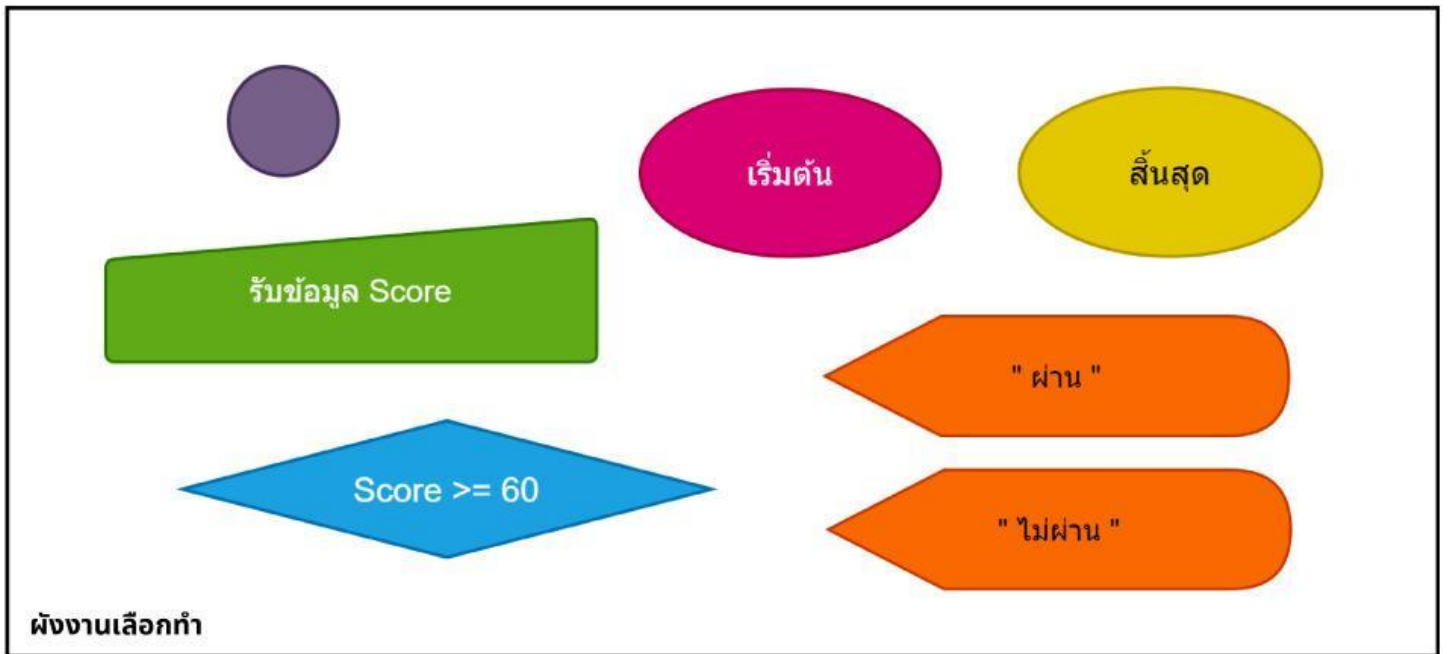 เริ่มต้น
สิ้นสุด
รับข้อมูล Score
" ผ่าน "
Score >= 60
" ไม่ผ่าน "
ผังงานเลือกทำ